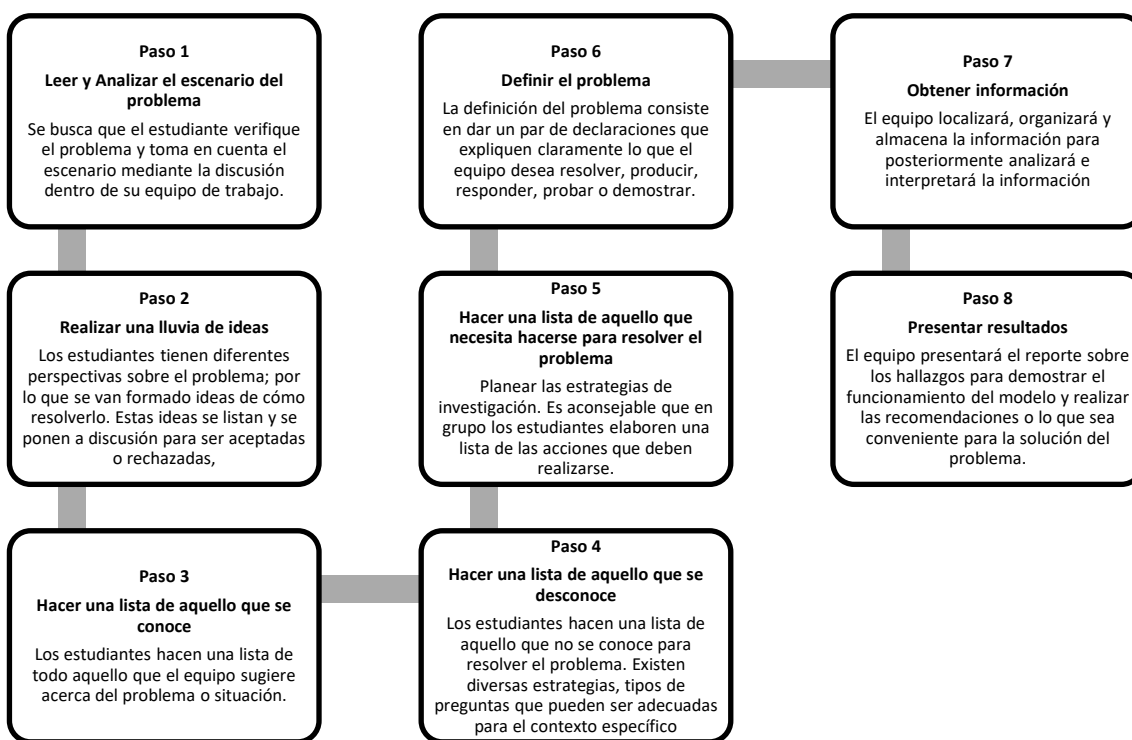 Paso 1
Leer y Analizar el escenario del
problema
Se busca que el estudiante verifique
el problema y toma en cuenta el
escenario mediante la discusión
dentro de su equipo de trabajo.
Paso 2
Realizar una lluvia de ideas
Los estudiantes tienen diferentes
perspectivas sobre el problema; por
lo que se van formado ideas de cómo
resolverlo. Estas ideas se listan y se
ponen a discusión para ser aceptadas
o rechazadas,
Paso 3
Hacer una lista de aquello que se
conoce
Los estudiantes hacen una lista de
todo aquello que el equipo sugiere
acerca del problema o situación.
Paso 4
Hacer una lista de aquello que se
desconoce
Los estudiantes hacen una lista de
aquello que no se conoce para
resolver el problema. Existen
diversas estrategias, tipos de
preguntas que pueden ser adecuadas
para el contexto específico
Paso 5
Hacer una lista de aquello que
necesita hacerse para resolver el
problema
Planear las estrategias de
investigación. Es aconsejable que en
grupo los estudiantes elaboren una
lista de las acciones que deben
realizarse.
Paso 6
Definir el problema
La definición del problema consiste
en dar un par de declaraciones que
expliquen claramente lo que el
equipo desea resolver, producir,
responder, probar o demostrar.
Paso 7
Obtener información
El equipo localizará, organizará y
almacena la información para
posteriormente analizará e
interpretará la información
Paso 8
Presentar resultados
El equipo presentará el reporte sobre
los hallazgos para demostrar el
funcionamiento del modelo y realizar
las recomendaciones o lo que sea
conveniente para la solución del
problema.